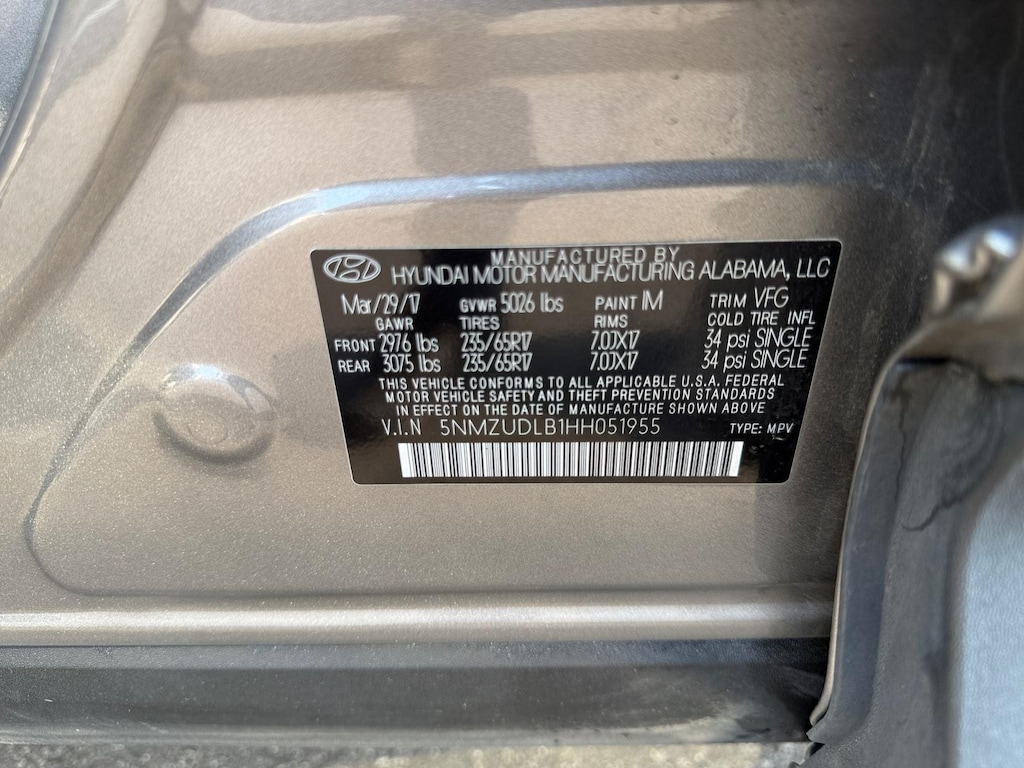 MANUFACTURED BY
HYUNDAI MOTOR MANUFACTURING ALABAMA, LLC
Mar/29/17 GVWR 5026 lbs PAINT IM TRIM VFG
GAWR TIRES RIMS COLD TIRE INFL
FRONT 2976 lbs 235/65R17 7.0JX17 34 psi SINGLE
REAR 3075 lbs 235/65R17 7.0JX17 34 psi SINGLE
THIS VEHICLE CONFORMS TO ALL APPLICABLE U.S.A. FEDERAL
MOTOR VEHICLE SAFETY AND THEFT PREVENTION STANDARDS
IN EFFECT ON THE DATE OF MANUFACTURE SHOWN ABOVE
V.I.N 5NMZUDLB1HH051955 TYPE: MPV